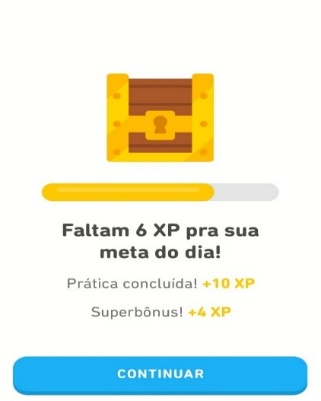 Faltam 6 XP pra sua
meta do dia!
Prática concluída! +10 XP
Superbônus! +4 XP
CONTINUAR